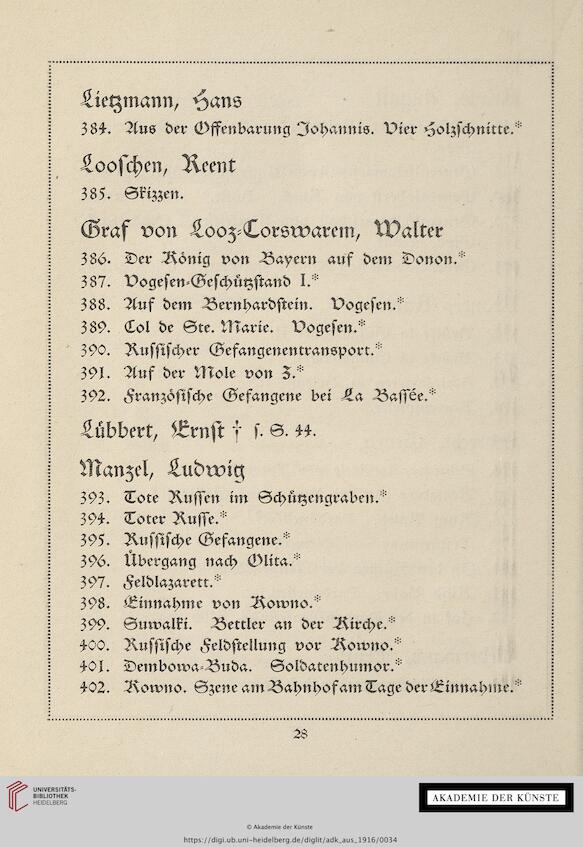 Lietzmann, Hans
384. Aus der Offenbarung Johannis. Vier Holzschnitte.*
Looschen, Reent
385. Skizzen.
Graf von Looz-Corswarem, Walter
386. Der König von Bayern auf dem Donon.*
387. Vogesen-Geschützstand I.*
388. Auf dem Bernhardstein. Vogesen.*
389. Col de Ste. Marie. Vogesen.*
390. Russischer Gefangenentransport.*
391. Auf der Mole von Z.*
392. Französische Gefangene bei La Bassée.*
Lübbert, Ernst † s. S. 44.
Manzel, Ludwig
393. Tote Russen im Schützengraben.*
394. Toter Russe.*
395. Russische Gefangene.*
396. Übergang nach Olita.*
397. Feldlazarett.*
398. Einnahme von Kowno.*
399. Suwalki. Bettler an der Kirche.*
400. Russische Feldstellung vor Kowno.*
401. Dembowa-Buda. Soldatenhumor.*
402. Kowno. Szene am Bahnhof am Tage der Einnahme.*
28
UNIVERSITÄTS-
BIBLIOTHEK
HEIDELBERG
AKADEMIE DER KÜNSTE
© Akademie der Künste
https://digi.ub.uni-heidelberg.de/diglit/adk_aus_1916/0034